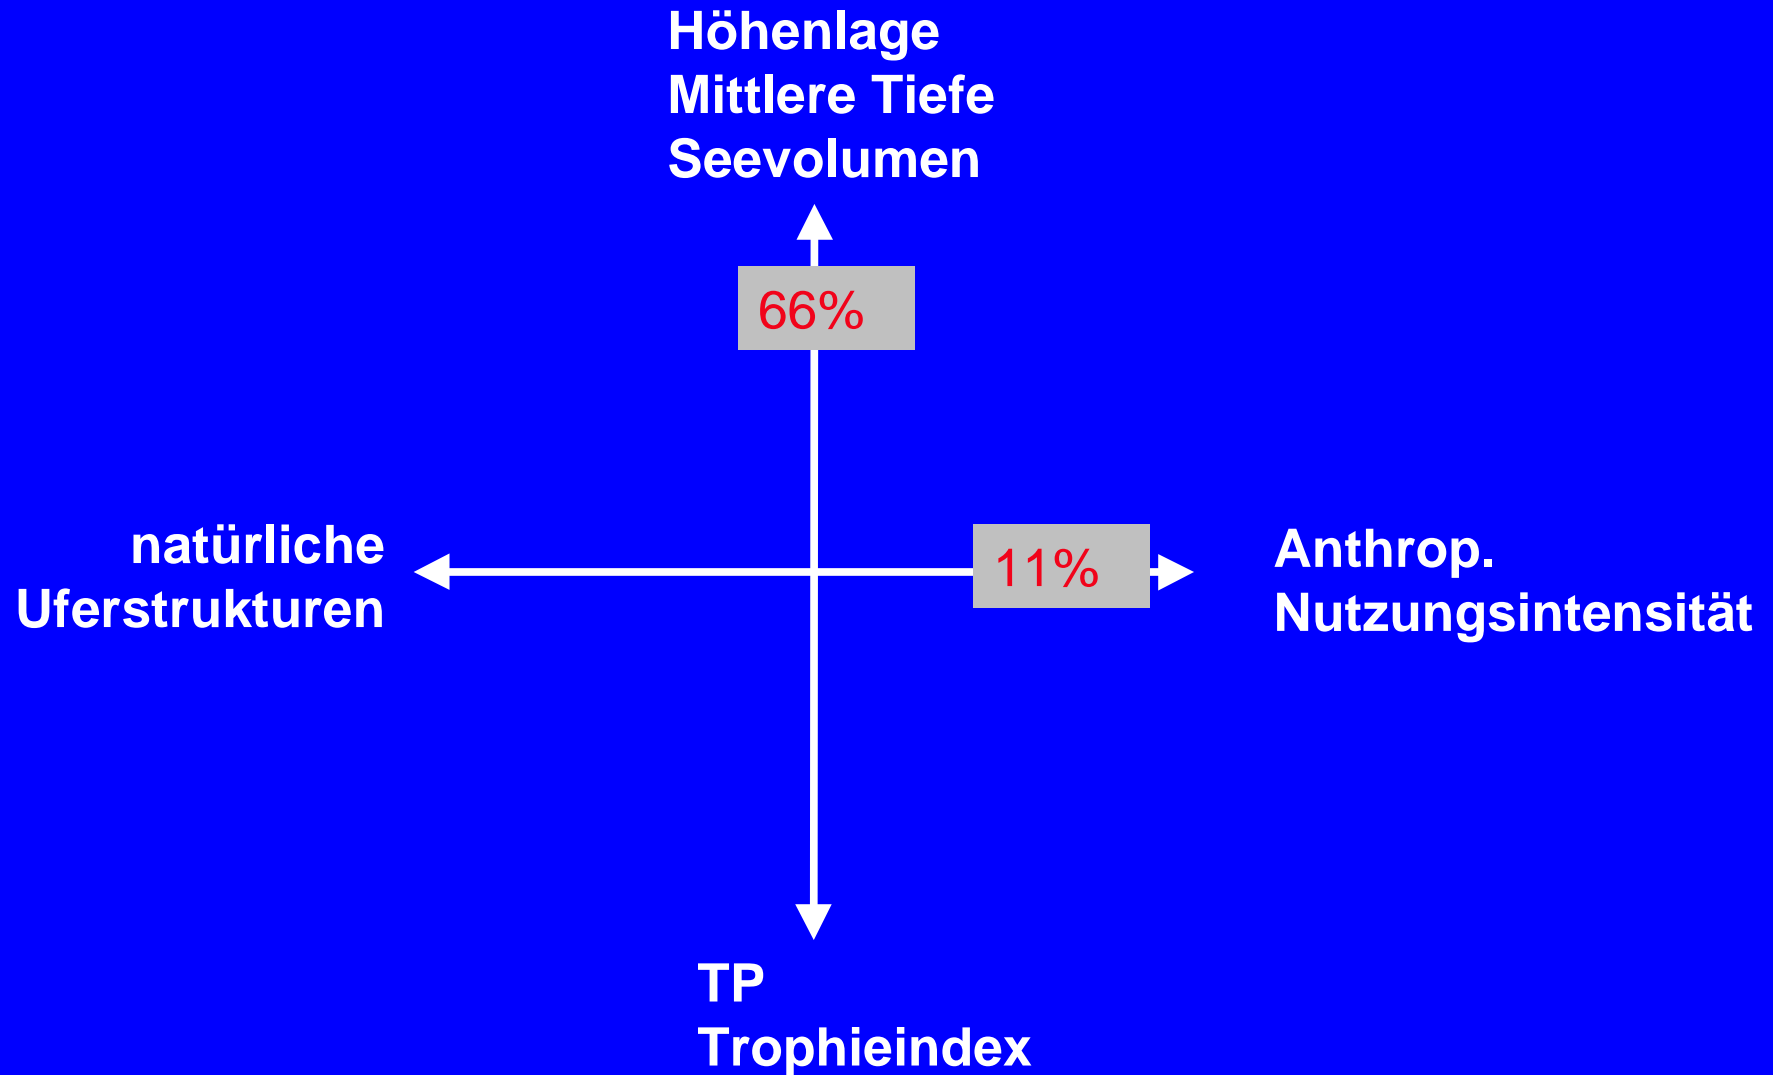 Höhenlage
Mittlere Tiefe
Seevolumen
66%
natürliche
Uferstrukturen
11%
Anthrop.
Nutzungsintensität
TP
Trophieindex